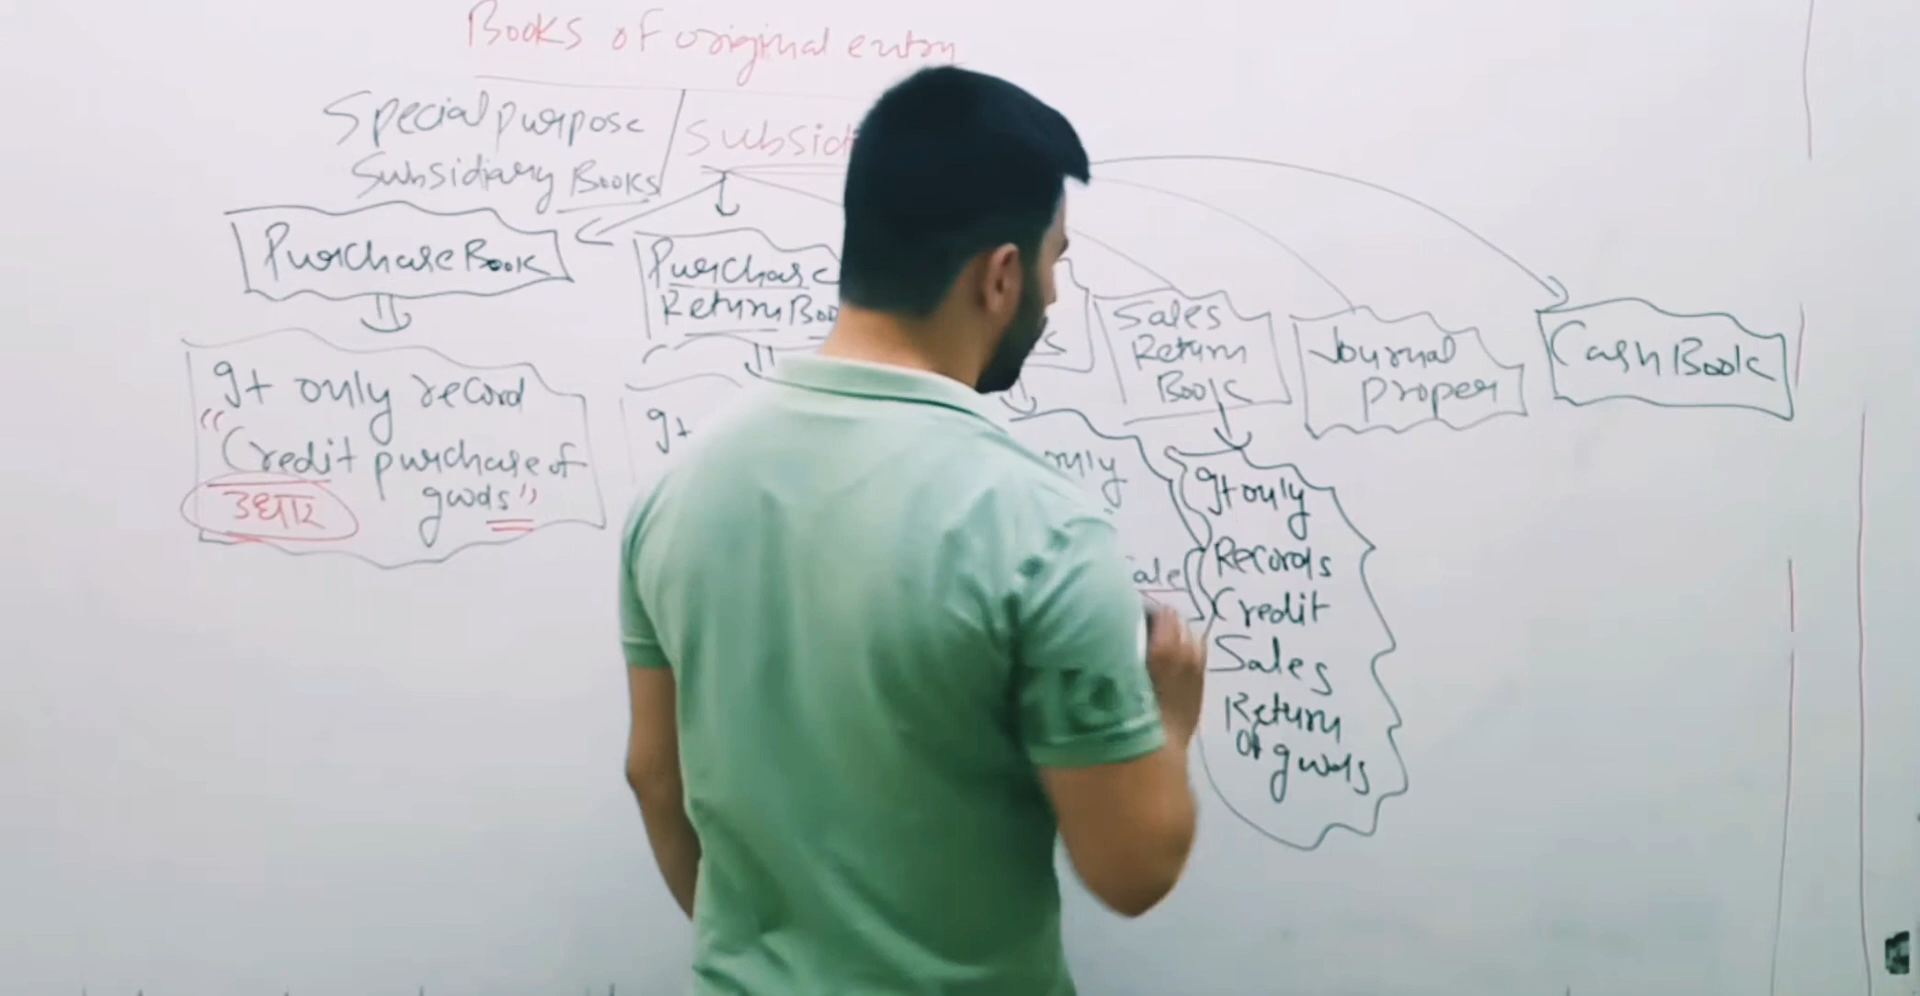 Books of original entry
Special purpose
Subsidiary Books
Purchase Book
Purchase
Return
Sales
Return
Book
Journal
proper
Cash Book
It only record
"Credit purchase of
goods"
उधार
It
only
It only
Records
Credit
Sales
Return
of goods